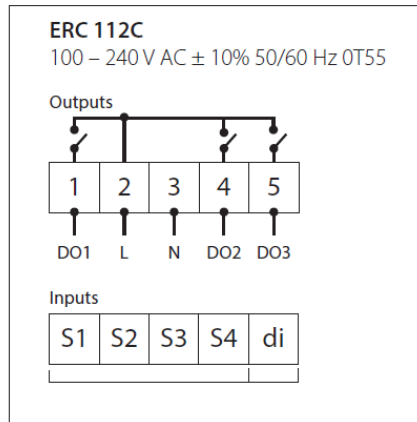 ERC 112C
100 – 240 V AC ± 10% 50/60 Hz 0T55
Outputs
1 2 3 4 5
DO1 L N DO2 DO3
Inputs
S1 S2 S3 S4 di